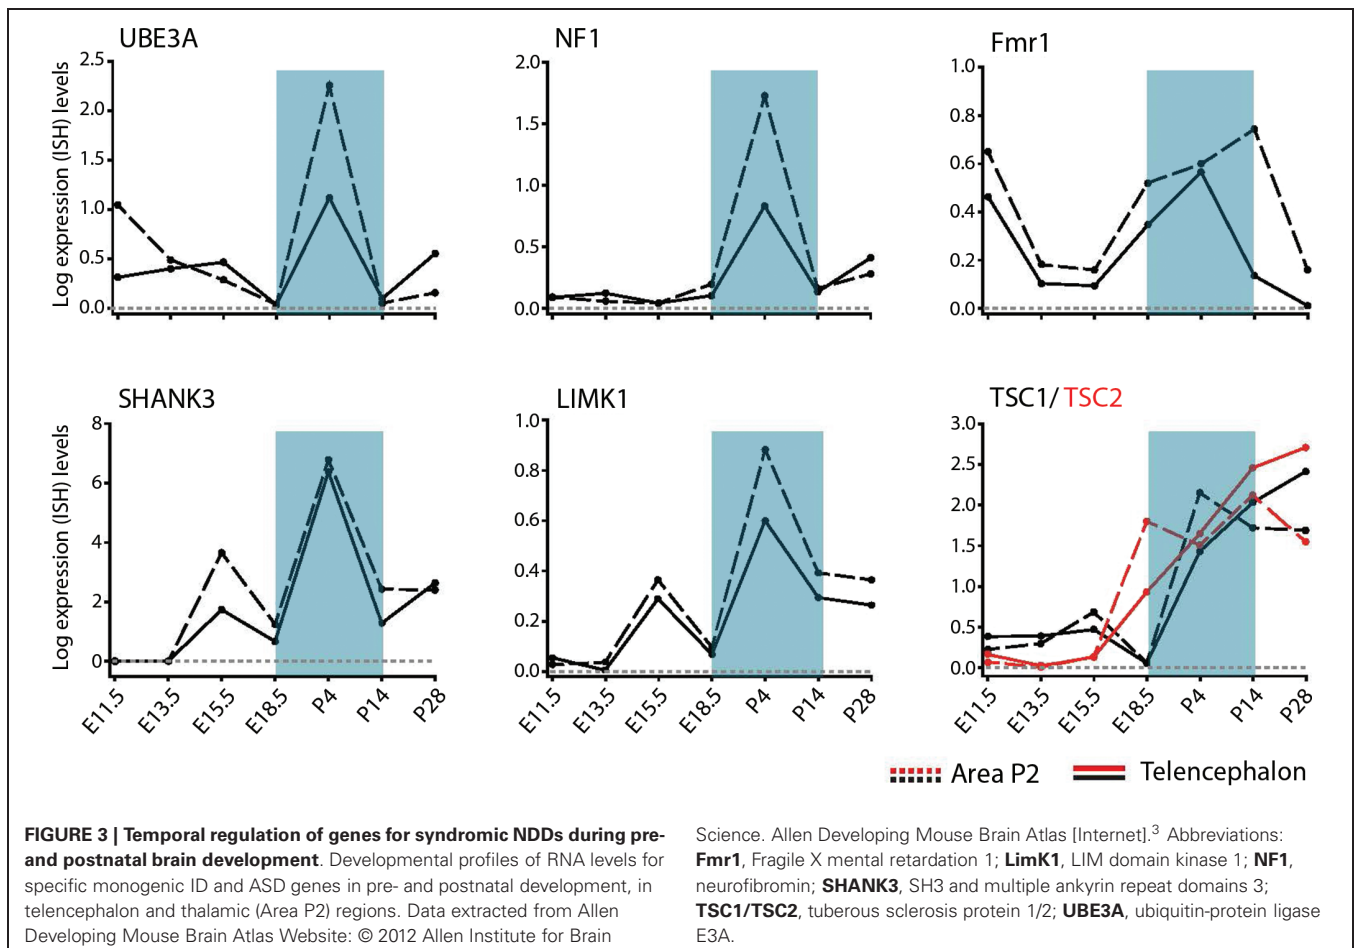 UBE3A
NF1
Fmr1
Log expression (ISH) levels
2.5
2.0
1.5
1.0
0.5
0.0
2.0
1.5
1.0
0.5
0.0
1.0
0.8
0.6
0.4
0.2
0.0
SHANK3
LIMK1
TSC1/ TSC2
Log expression (ISH) levels
8
6
4
2
0
1.0
0.8
0.6
0.4
0.2
0.0
3.0
2.5
2.0
1.5
1.0
0.5
0.0
E11.5 E13.5 E15.5 E18.5 P4 P14 P28
E11.5 E13.5 E15.5 E18.5 P4 P14 P28
E11.5 E13.5 E15.5 E18.5 P4 P14 P28
Area P2 Telencephalon
FIGURE 3 | Temporal regulation of genes for syndromic NDDs during pre-
and postnatal brain development. Developmental profiles of RNA levels for
specific monogenic ID and ASD genes in pre- and postnatal development, in
telencephalon and thalamic (Area P2) regions. Data extracted from Allen
Developing Mouse Brain Atlas Website: © 2012 Allen Institute for Brain
Science. Allen Developing Mouse Brain Atlas [Internet].3 Abbreviations:
Fmr1, Fragile X mental retardation 1; LimK1, LIM domain kinase 1; NF1,
neurofibromin; SHANK3, SH3 and multiple ankyrin repeat domains 3;
TSC1/TSC2, tuberous sclerosis protein 1/2; UBE3A, ubiquitin-protein ligase
E3A.